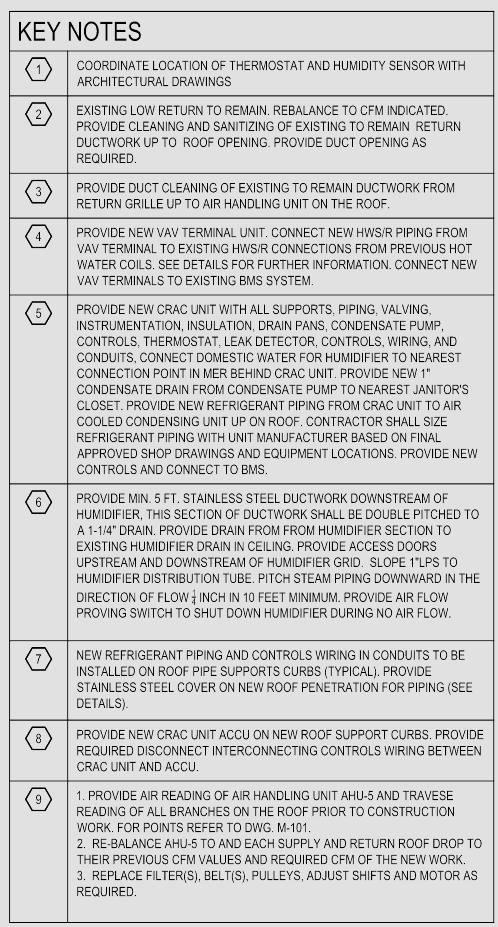 KEY NOTES
1
COORDINATE LOCATION OF THERMOSTAT AND HUMIDITY SENSOR WITH
ARCHITECTURAL DRAWINGS
2
EXISTING LOW RETURN TO REMAIN. REBALANCE TO CFM INDICATED.
PROVIDE CLEANING AND SANITIZING OF EXISTING TO REMAIN RETURN
DUCTWORK UP TO ROOF OPENING. PROVIDE DUCT OPENING AS
REQUIRED.
3
PROVIDE DUCT CLEANING OF EXISTING TO REMAIN DUCTWORK FROM
RETURN GRILLE UP TO AIR HANDLING UNIT ON THE ROOF.
4
PROVIDE NEW VAV TERMINAL UNIT. CONNECT NEW HWS/R PIPING FROM
VAV TERMINAL TO EXISTING HWS/R CONNECTIONS FROM PREVIOUS HOT
WATER COILS. SEE DETAILS FOR FURTHER INFORMATION. CONNECT NEW
VAV TERMINALS TO EXISTING BMS SYSTEM.
5
PROVIDE NEW CRAC UNIT WITH ALL SUPPORTS, PIPING, VALVING,
INSTRUMENTATION, INSULATION, DRAIN PANS, CONDENSATE PUMP,
CONTROLS, THERMOSTAT, LEAK DETECTOR, CONTROLS, WIRING, AND
CONDUITS, CONNECT DOMESTIC WATER FOR HUMIDIFIER TO NEAREST
CONNECTION POINT IN MER BEHIND CRAC UNIT. PROVIDE NEW 1"
CONDENSATE DRAIN FROM CONDENSATE PUMP TO NEAREST JANITOR'S
CLOSET. PROVIDE NEW REFRIGERANT PIPING FROM CRAC UNIT TO AIR
COOLED CONDENSING UNIT UP ON ROOF. CONTRACTOR SHALL SIZE
REFRIGERANT PIPING WITH UNIT MANUFACTURER BASED ON FINAL
APPROVED SHOP DRAWINGS AND EQUIPMENT LOCATIONS. PROVIDE NEW
CONTROLS AND CONNECT TO BMS.
6
PROVIDE MIN. 5 FT. STAINLESS STEEL DUCTWORK DOWNSTREAM OF
HUMIDIFIER, THIS SECTION OF DUCTWORK SHALL BE DOUBLE PITCHED TO
A 1-1/4" DRAIN. PROVIDE DRAIN FROM FROM HUMIDIFIER SECTION TO
EXISTING HUMIDIFIER DRAIN IN CEILING. PROVIDE ACCESS DOORS
UPSTREAM AND DOWNSTREAM OF HUMIDIFIER GRID. SLOPE 1"LPS TO
HUMIDIFIER DISTRIBUTION TUBE. PITCH STEAM PIPING DOWNWARD IN THE
DIRECTION OF FLOW 1/4 INCH IN 10 FEET MINIMUM. PROVIDE AIR FLOW
PROVING SWITCH TO SHUT DOWN HUMIDIFIER DURING NO AIR FLOW.
7
NEW REFRIGERANT PIPING AND CONTROLS WIRING IN CONDUITS TO BE
INSTALLED ON ROOF PIPE SUPPORTS CURBS (TYPICAL). PROVIDE
STAINLESS STEEL COVER ON NEW ROOF PENETRATION FOR PIPING (SEE
DETAILS).
8
PROVIDE NEW CRAC UNIT ACCU ON NEW ROOF SUPPORT CURBS. PROVIDE
REQUIRED DISCONNECT INTERCONNECTING CONTROLS WIRING BETWEEN
CRAC UNIT AND ACCU.
9
1. PROVIDE AIR READING OF AIR HANDLING UNIT AHU-5 AND TRAVESE
READING OF ALL BRANCHES ON THE ROOF PRIOR TO CONSTRUCTION
WORK. FOR POINTS REFER TO DWG. M-101.
2. RE-BALANCE AHU-5 TO AND EACH SUPPLY AND RETURN ROOF DROP TO
THEIR PREVIOUS CFM VALUES AND REQUIRED CFM OF THE NEW WORK.
3. REPLACE FILTER(S), BELT(S), PULLEYS, ADJUST SHIFTS AND MOTOR AS
REQUIRED.